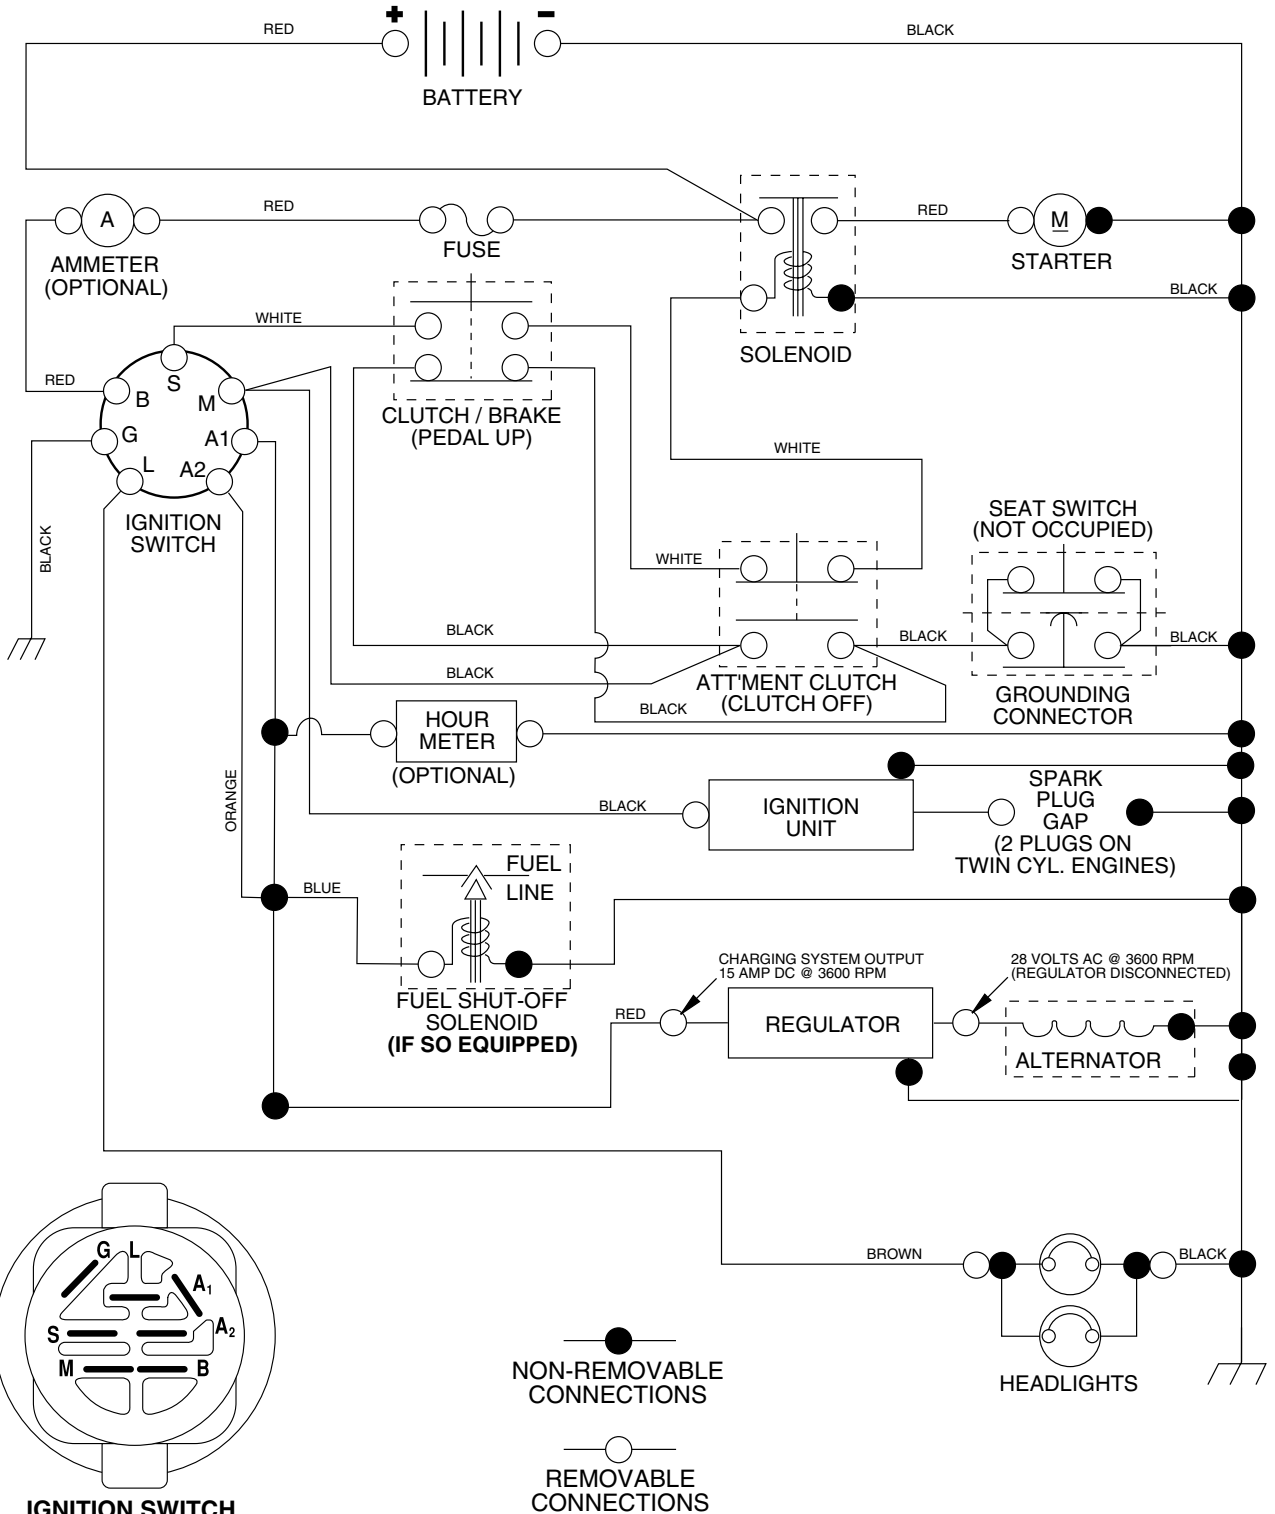 + −
RED
BLACK
BATTERY
A
RED
FUSE
RED
M
AMMETER
(OPTIONAL)
STARTER
BLACK
SOLENOID
WHITE
RED
S
B
M
G
A1
L
A2
CLUTCH / BRAKE
(PEDAL UP)
WHITE
IGNITION
SWITCH
BLACK
SEAT SWITCH
(NOT OCCUPIED)
WHITE
BLACK
BLACK
BLACK
BLACK
ATT'MENT CLUTCH
(CLUTCH OFF)
GROUNDING
CONNECTOR
BLACK
HOUR
METER
(OPTIONAL)
ORANGE
BLACK
IGNITION
UNIT
SPARK
PLUG
GAP
(2 PLUGS ON
TWIN CYL. ENGINES)
BLUE
FUEL
LINE
FUEL SHUT-OFF
SOLENOID
(IF SO EQUIPPED)
CHARGING SYSTEM OUTPUT
15 AMP DC @ 3600 RPM
28 VOLTS AC @ 3600 RPM
(REGULATOR DISCONNECTED)
RED
REGULATOR
ALTERNATOR
BROWN
BLACK
HEADLIGHTS
G L
A1
S
A2
M
B
IGNITION SWITCH
NON-REMOVABLE
CONNECTIONS
REMOVABLE
CONNECTIONS